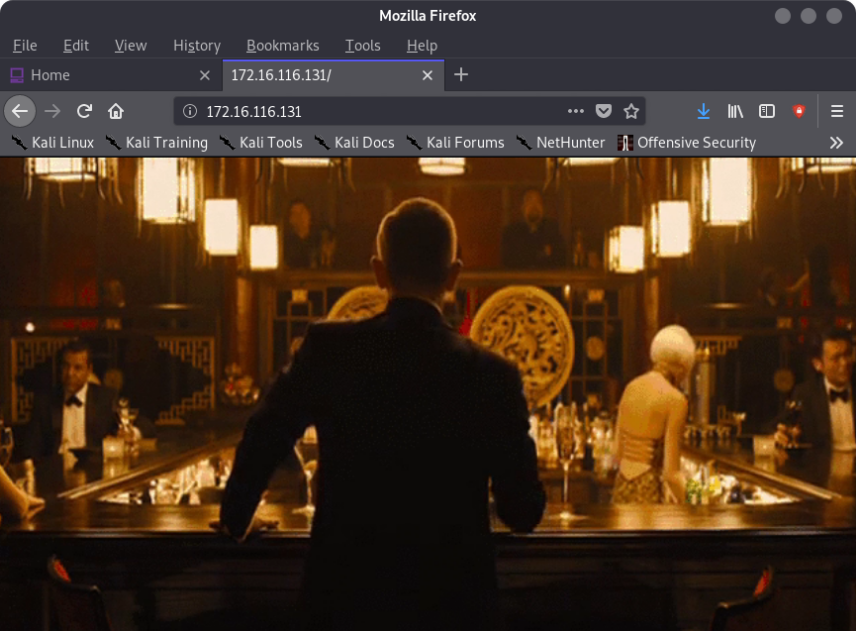 Mozilla Firefox
File Edit View History Bookmarks Tools Help
Home 172.16.116.131/
172.16.116.131
Kali Linux Kali Training Kali Tools Kali Docs Kali Forums NetHunter Offensive Security